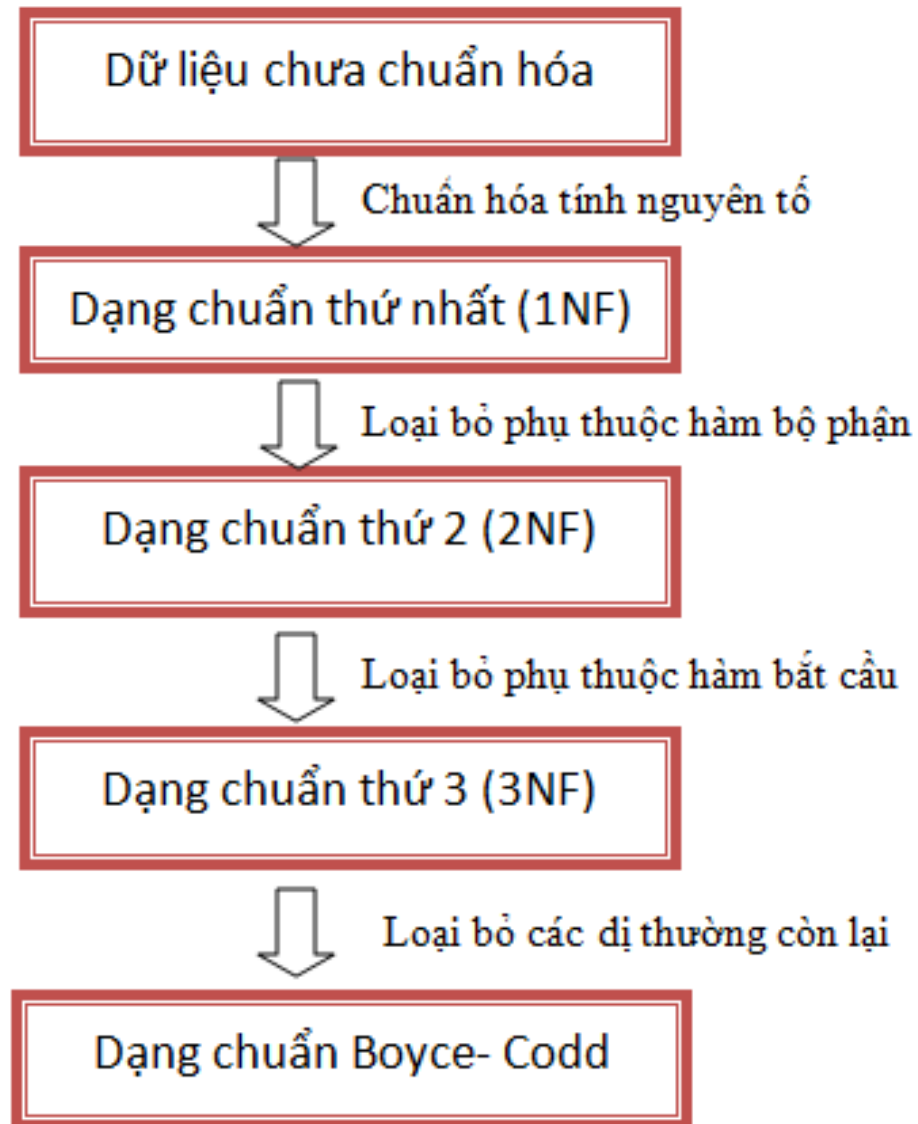 Dữ liệu chưa chuẩn hóa
Chuẩn hóa tính nguyên tố
Dạng chuẩn thứ nhất (1NF)
Loại bỏ phụ thuộc hàm bộ phận
Dạng chuẩn thứ 2 (2NF)
Loại bỏ phụ thuộc hàm bắt cầu
Dạng chuẩn thứ 3 (3NF)
Loại bỏ các dị thường còn lại
Dạng chuẩn Boyce- Codd